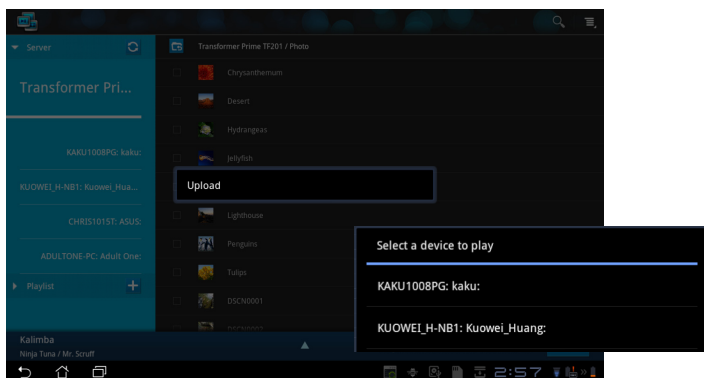 Server
Transformer Prime TF201 / Photo
Transformer Pri...
KAKU1008PG: kaku:
KUOWEI_H-NB1: Kuowei_Hua...
CHRIS101ST: ASUS:
ADULTONE-PC: Adult One:
Playlist
Chrysanthemum
Desert
Hydrangeas
Jellyfish
Upload
Lighthouse
Penguins
Tulips
DSCN0001
DSCN0002
Select a device to play
KAKU1008PG: kaku:
KUOWEI_H-NB1: Kuowei_Huang:
Kalimba
Ninja Tuna / Mr. Scruff
2:57